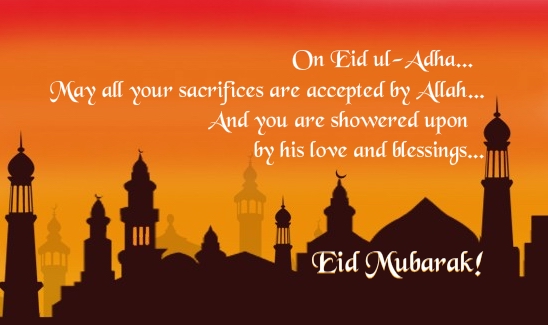 On Eid ul-Adha...
May all your sacrifices are accepted by Allah...
And you are showered upon
by his love and blessings...
Eid Mubarak!